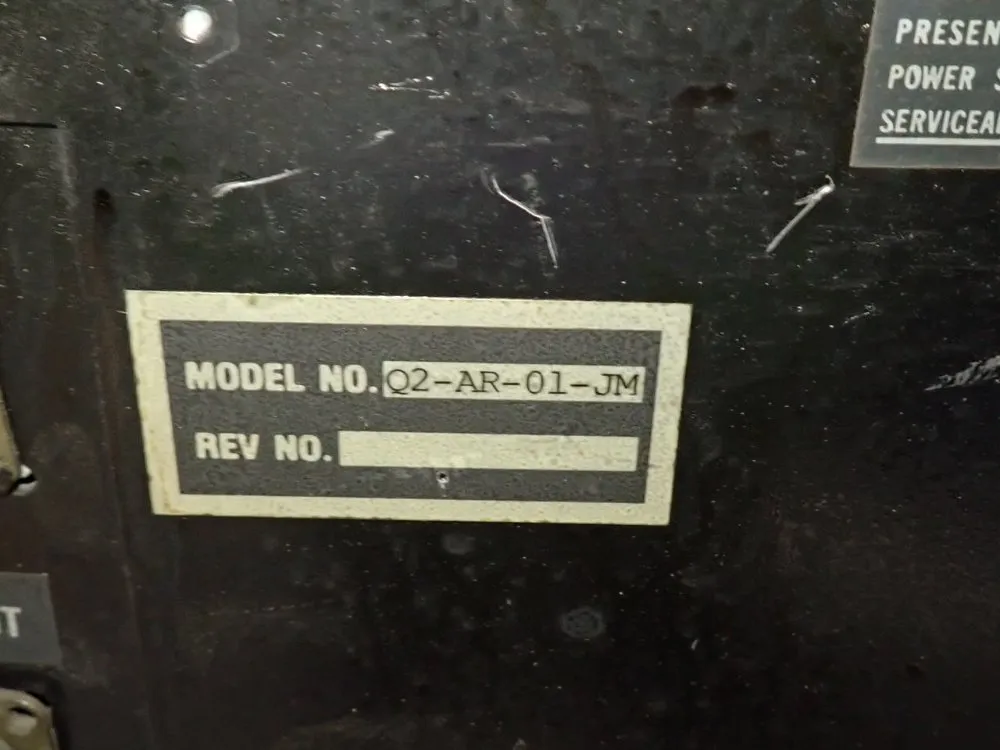 PRESEN
POWER S
SERVICEA
MODEL NO. Q2-AR-01-JM
REV NO.
T